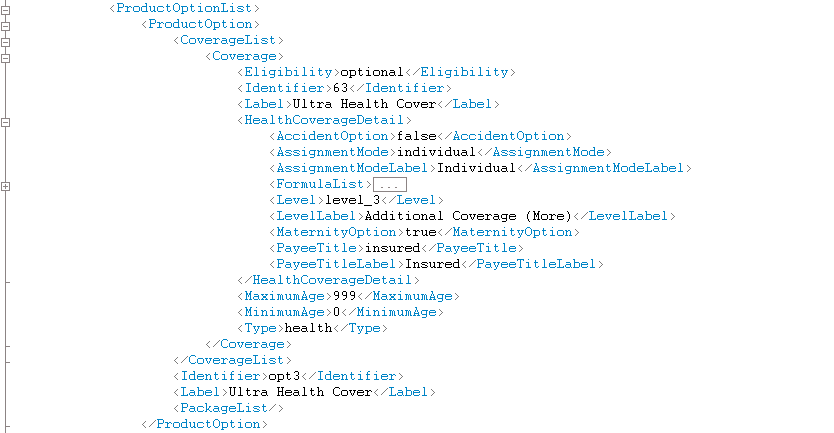 <ProductOptionList>
<ProductOption>
<CoverageList>
<Coverage>
<Eligibility>optional</Eligibility>
<Identifier>63</Identifier>
<Label>Ultra Health Cover</Label>
<HealthCoverageDetail>
<AccidentOption>false</AccidentOption>
<AssignmentMode>individual</AssignmentMode>
<AssignmentModeLabel>Individual</AssignmentModeLabel>
<FormulaList>...
<Level>level_3</Level>
<LevelLabel>Additional Coverage (More)</LevelLabel>
<MaternityOption>true</MaternityOption>
<PayeeTitle>insured</PayeeTitle>
<PayeeTitleLabel>Insured</PayeeTitleLabel>
</HealthCoverageDetail>
<MaximumAge>999</MaximumAge>
<MinimumAge>0</MinimumAge>
<Type>health</Type>
</Coverage>
</CoverageList>
<Identifier>opt3</Identifier>
<Label>Ultra Health Cover</Label>
<PackageList/>
</ProductOption>